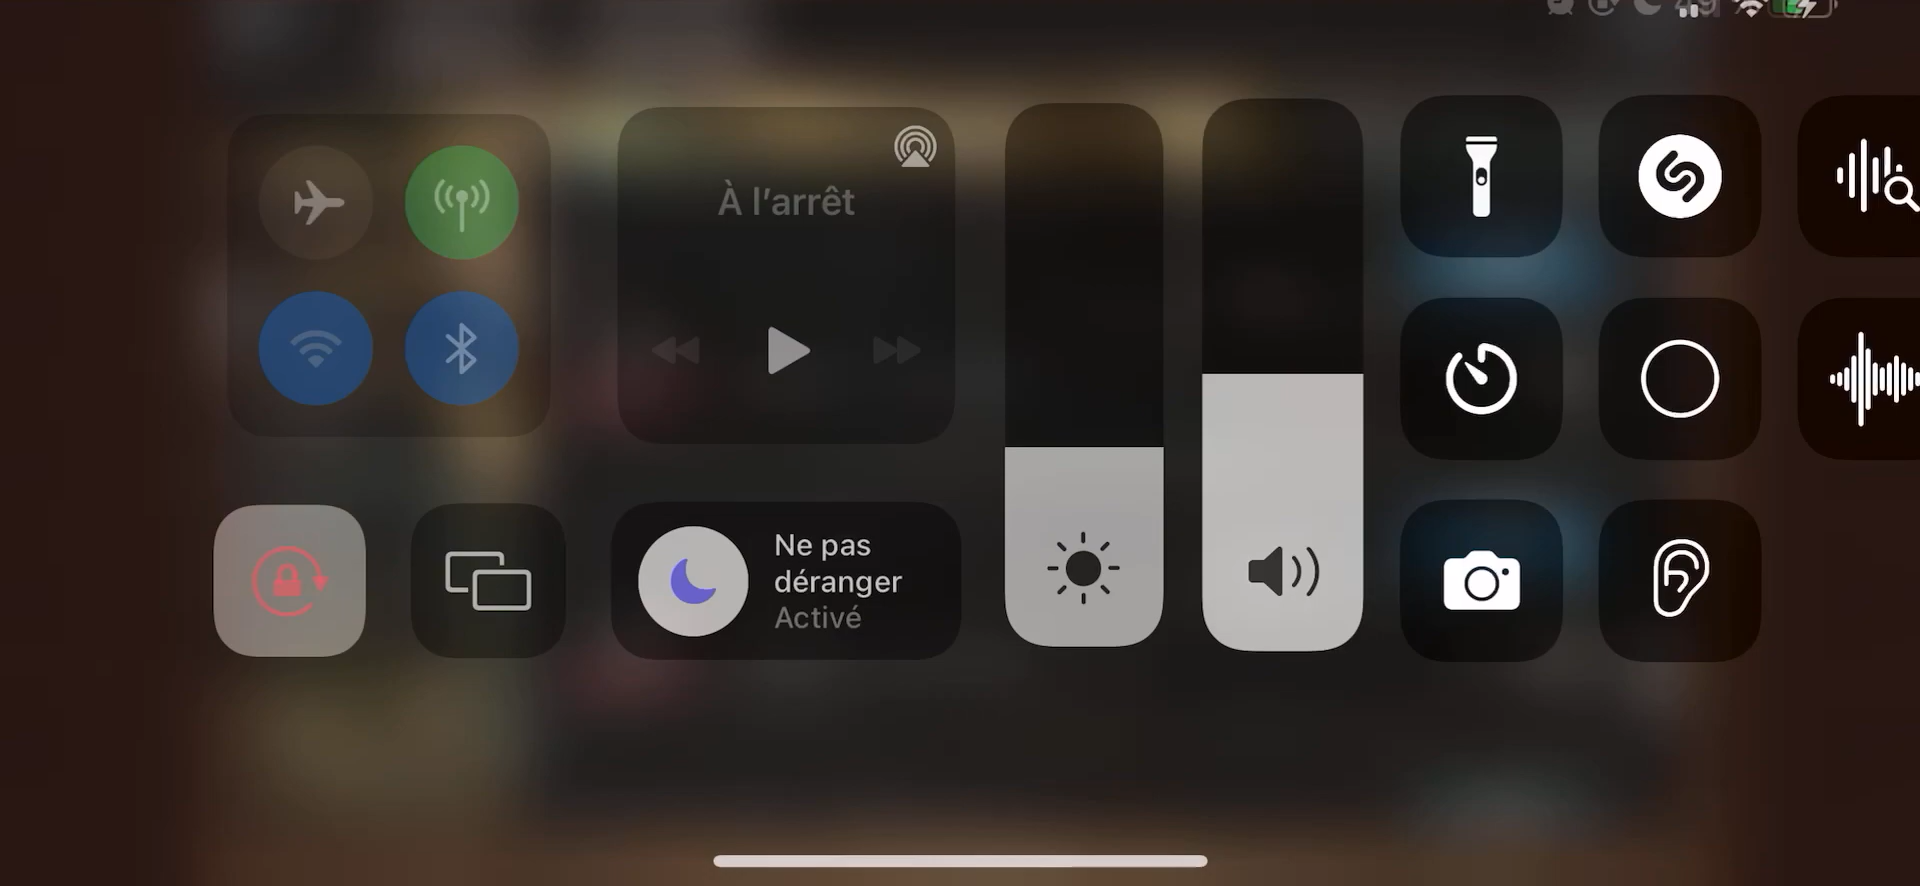 À l’arrêt
Ne pas
déranger
Activé